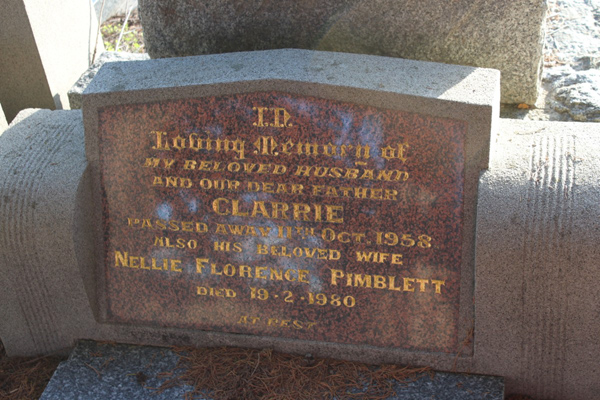 IN
Loving Memory of
MY BELOVED HUSBAND
AND OUR DEAR FATHER
CLARRIE
PASSED AWAY 11TH OCT. 1958
ALSO HIS BELOVED WIFE
NELLIE FLORENCE PIMBLETT
DIED 19-2-1980
AT REST